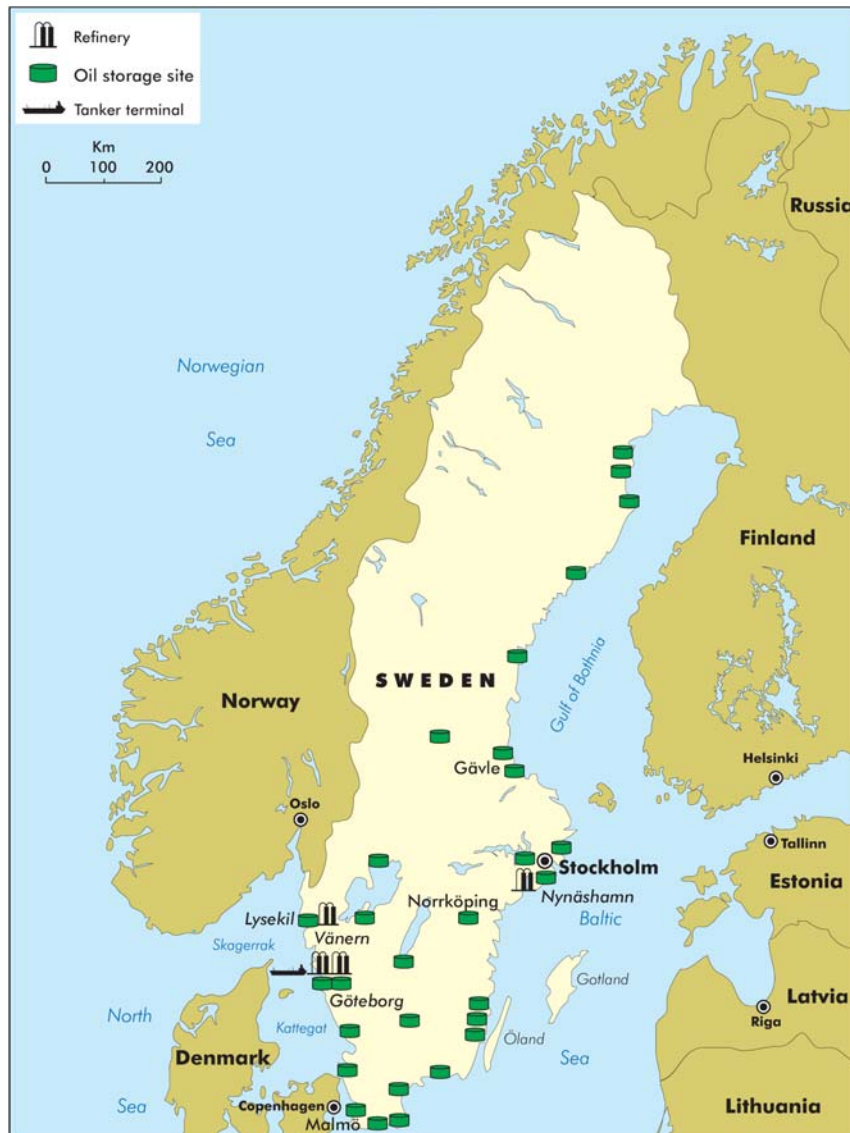 Refinery
Oil storage site
Tanker terminal
Km
0 100 200
Russia
Norwegian
Sea
Finland
Gulf of Bothnia
SWEDEN
Norway
Helsinki
Gävle
Oslo
Tallinn
Stockholm
Estonia
Nynäshamn
Norrköping
Lysekil
Baltic
Vänern
Skagerrak
Gotland
Latvia
Göteborg
North
Riga
Kattegat
Öland
Denmark
Sea
Copenhagen
Sea
Lithuania
Malmö